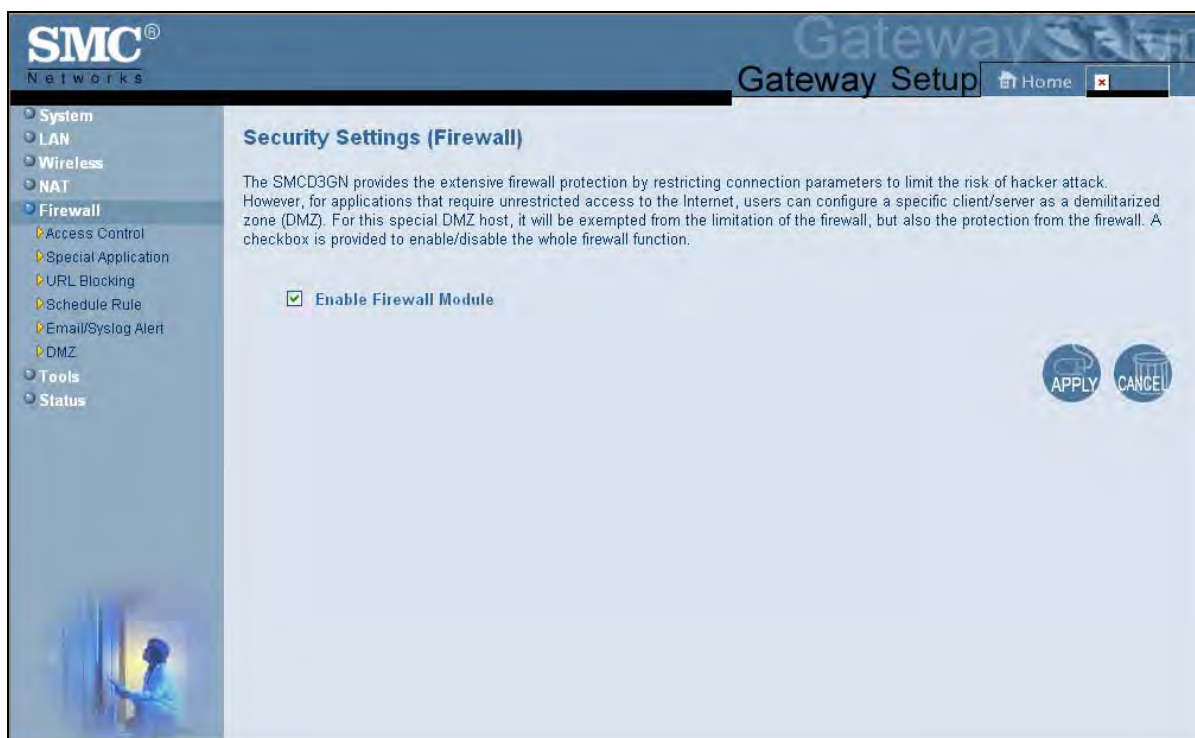 SMC®
Networks
Gateway Setup
Gateway Setup
Home
System
LAN
Wireless
NAT
Firewall
Access Control
Special Application
URL Blocking
Schedule Rule
Email/Syslog Alert
DMZ
Tools
Status
Security Settings (Firewall)
The SMCD3GN provides the extensive firewall protection by restricting connection parameters to limit the risk of hacker attack.
However, for applications that require unrestricted access to the Internet, users can configure a specific client/server as a demilitarized
zone (DMZ). For this special DMZ host, it will be exempted from the limitation of the firewall, but also the protection from the firewall. A
checkbox is provided to enable/disable the whole firewall function.
Enable Firewall Module
APPLY
CANCEL